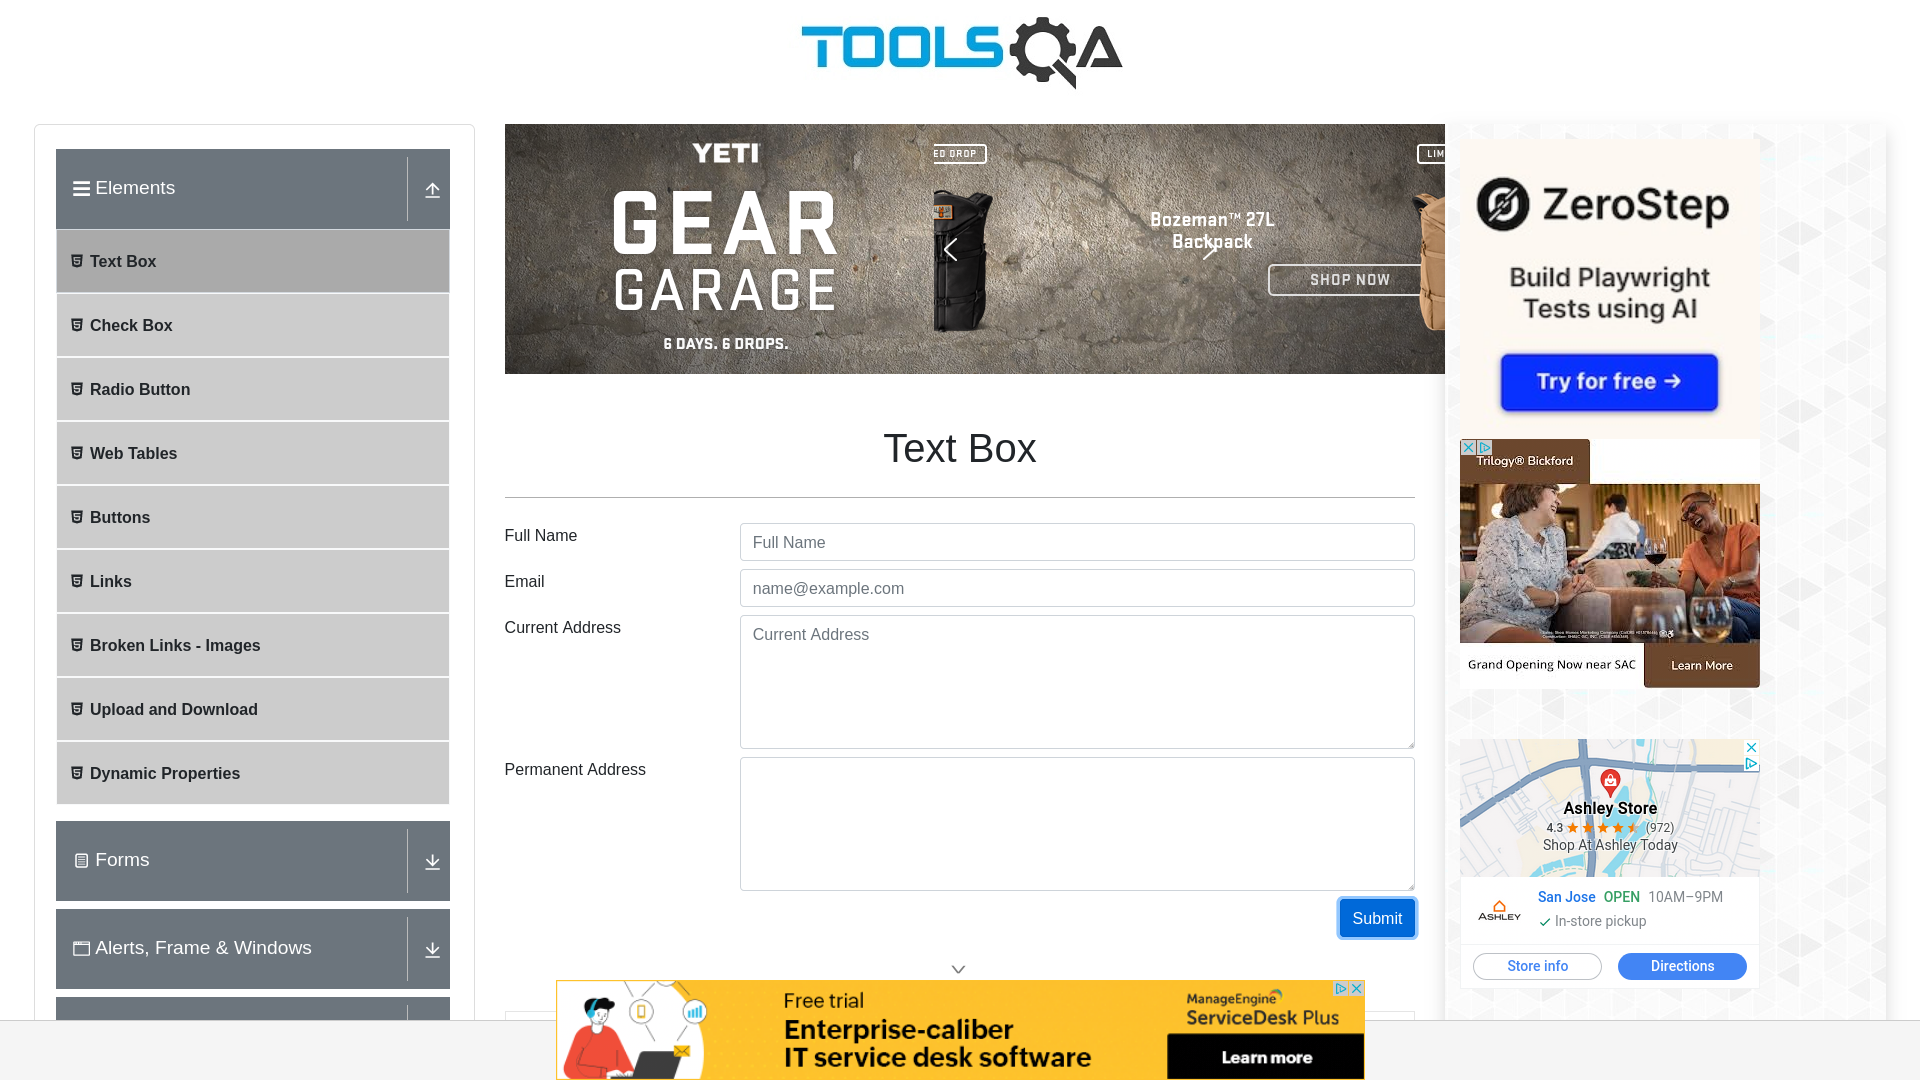 TOOLSQA
Elements
Text Box
Check Box
Radio Button
Web Tables
Buttons
Links
Broken Links - Images
Upload and Download
Dynamic Properties
Forms
Alerts, Frame & Windows
YETI
GEAR
GARAGE
6 DAYS. 6 DROPS.
ED DROP
Bozeman™ 27L
Backpack
SHOP NOW
LIM
Text Box
Full Name
Full Name
Email
name@example.com
Current Address
Current Address
Permanent Address
Submit
ZeroStep
Build Playwright
Tests using AI
Try for free →
Trilogy® Bickford
Grand Opening Now near SAC
Learn More
Ashley Store
4.3 (972)
Shop At Ashley Today
ASHLEY
San Jose OPEN 10AM–9PM
In-store pickup
Store info
Directions
Free trial
Enterprise-caliber
IT service desk software
ManageEngine
ServiceDesk Plus
Learn more